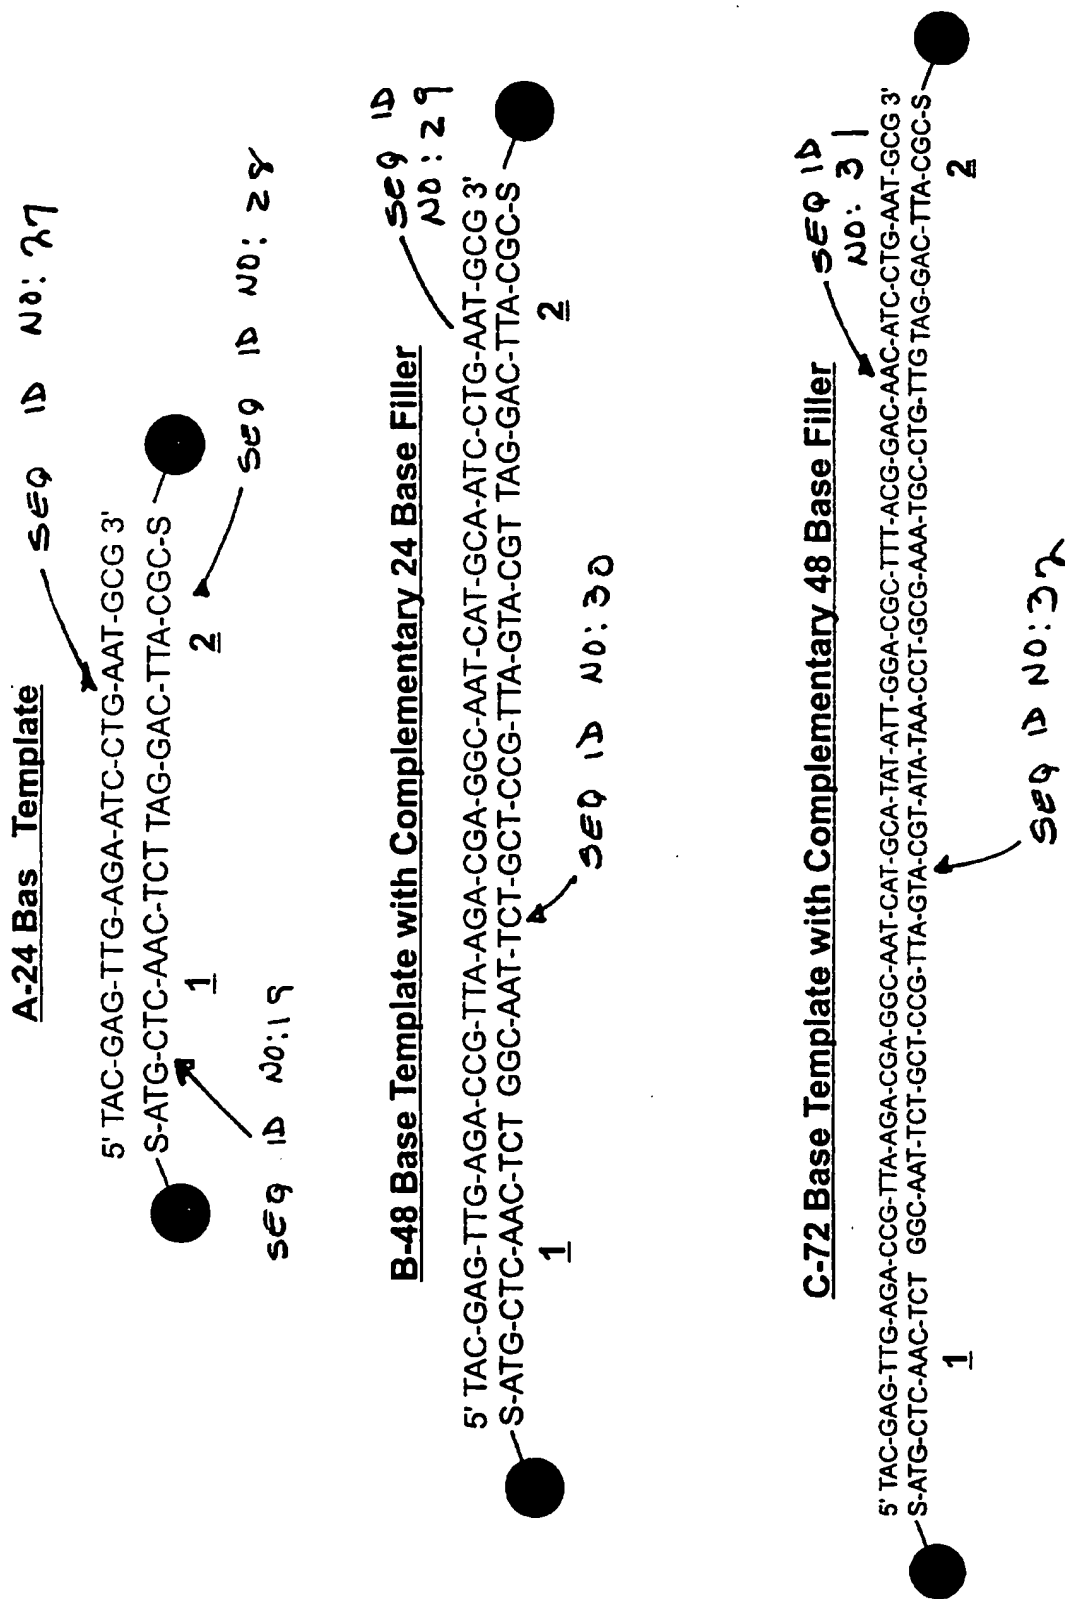 A-24 Bas Template
SEQ ID NO: 27
5' TAC-GAG-TTG-AGA-ATC-CTG-AAT-GCG 3'
S-ATG-CTC-AAC-TCT TAG-GAC-TTA-CGC-S
1
2
SEQ ID NO:19
SEQ ID NO: 28
B-48 Base Template with Complementary 24 Base Filler
SEQ ID
NO: 29
5' TAC-GAG-TTG-AGA-CCG-TTA-AGA-CGA-GGC-AAT-CAT-GCA-ATC-CTG-AAT-GCG 3'
S-ATG-CTC-AAC-TCT GGC-AAT-TCT-GCT-CCG-TTA-GTA-CGT TAG-GAC-TTA-CGC-S
1
2
SEQ ID NO:30
C-72 Base Template with Complementary 48 Base Filler
SEQ ID
NO: 31
5' TAC-GAG-TTG-AGA-CCG-TTA-AGA-CGA-GGC-AAT-CAT-GCA-TAT-ATT-GGA-CGC-TTT-ACG-GAC-AAC-ATC-CTG-AAT-GCG 3'
S-ATG-CTC-AAC-TCT GGC-AAT-TCT-GCT-CCG-TTA-GTA-CGT-ATA-TAA-CCT-GCG-AAA-TGC-CTG-TTG TAG-GAC-TTA-CGC-S
1
2
SEQ ID NO:32